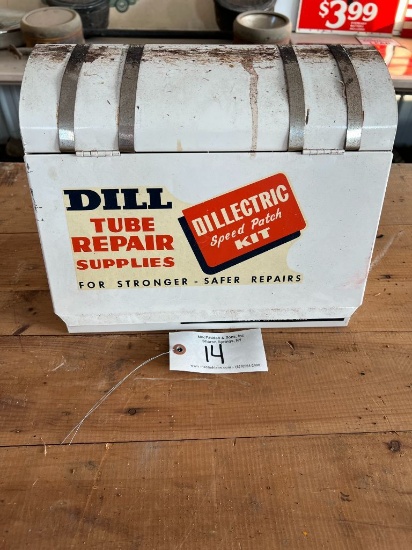 $3.99
DILL
TUBE
REPAIR
SUPPLIES
DILLECTRIC
Speed Patch
KIT
FOR STRONGER - SAFER REPAIRS
14